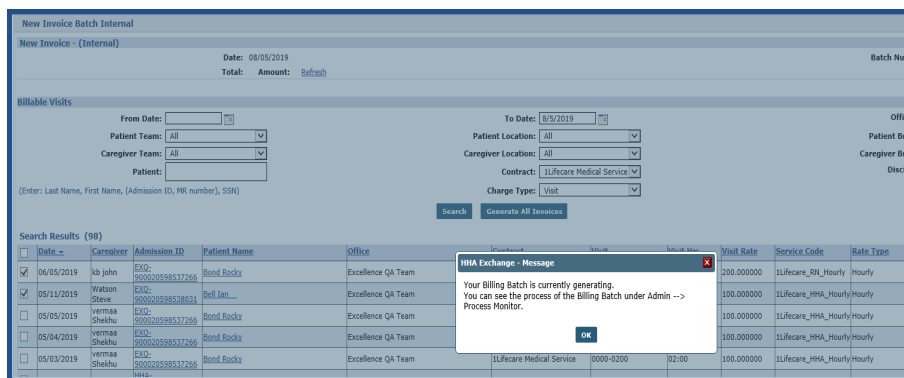 New Invoice Batch Internal
New Invoice - (Internal)
Date: 08/05/2019 Batch Nu
Total: Amount: Refresh
Billable Visits
From Date: To Date: 8/5/2019 Offi
Patient Team: All Patient Location: All Patient B
Caregiver Team: All Caregiver Location: All Caregiver B
Patient: Contract: 1Lifecare Medical Service Disc
(Enter: Last Name, First Name, (Admission ID, MR number), SSN) Charge Type: Visit
Search Generate All Invoices
Search Results (98)
Date Caregiver Admission ID Patient Name Office Contract Visit Visit Hrs Visit Rate Service Code Rate Type
06/05/2019 kb john EXQ-900020598537266 Bond Rocky Excellence QA Team 200.000000 1Lifecare_RN_Hourly Hourly
05/11/2019 Watson Steve EXQ-900020598538031 Bell Ian Excellence QA Team 100.000000 1Lifecare_HHA_Hourly Hourly
05/05/2019 vermaa Shekhu EXQ-900020598537266 Bond Rocky Excellence QA Team 100.000000 1Lifecare_HHA_Hourly Hourly
05/04/2019 vermaa Shekhu EXQ-900020598537266 Bond Rocky Excellence QA Team 100.000000 1Lifecare_HHA_Hourly Hourly
05/03/2019 vermaa Shekhu EXQ-900020598537266 Bond Rocky Excellence QA Team 1Lifecare Medical Service 0000-0200 02:00 100.000000 1Lifecare_HHA_Hourly Hourly
HHA-
HHA Exchange - Message X
Your Billing Batch is currently generating.
You can see the process of the Billing Batch under Admin -->
Process Monitor.
OK